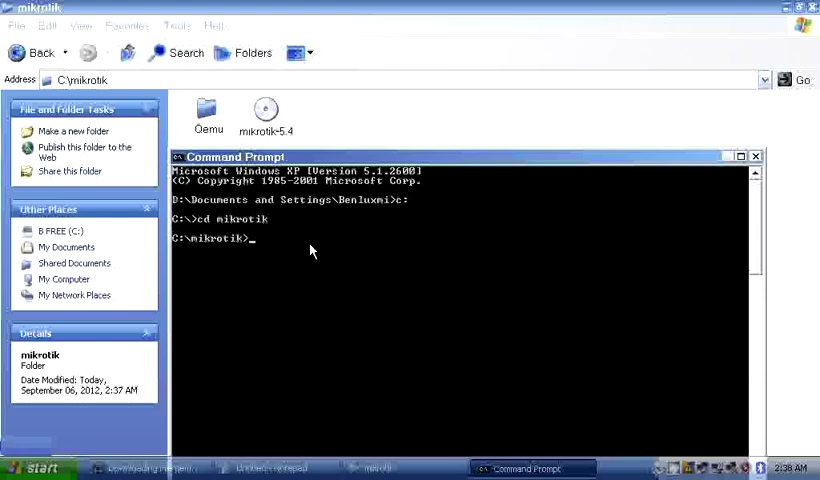 mikrotik
File Edit View Favorites Tools Help
Back Search Folders
Address C:\mikrotik Go
File and Folder Tasks
Make a new folder
Publish this folder to the
Web
Share this folder
Other Places
B FREE (C:)
My Documents
Shared Documents
My Computer
My Network Places
Details
mikrotik
Folder
Date Modified: Today,
September 06, 2012, 2:37 AM
Qemu
mikrotik-5.4
Command Prompt
Microsoft Windows XP [Version 5.1.2600]
(C) Copyright 1985-2001 Microsoft Corp.
D:\Documents and Settings\Benluxmi>c:
C:\>cd mikrotik
C:\mikrotik>_
start mikrotik Command Prompt 2:38 AM